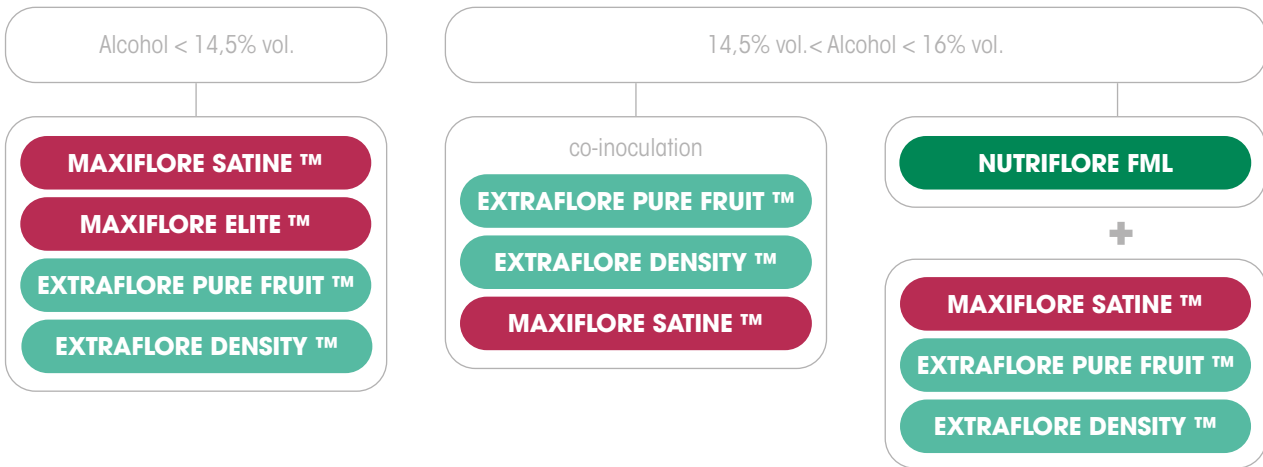 Alcohol < 14,5% vol.
14,5% vol.< Alcohol < 16% vol.
MAXIFLORE SATINE ™
MAXIFLORE ELITE ™
EXTRAFLORE PURE FRUIT ™
EXTRAFLORE DENSITY ™
co-inoculation
EXTRAFLORE PURE FRUIT ™
EXTRAFLORE DENSITY ™
MAXIFLORE SATINE ™
NUTRIFLORE FML
+
MAXIFLORE SATINE ™
EXTRAFLORE PURE FRUIT ™
EXTRAFLORE DENSITY ™